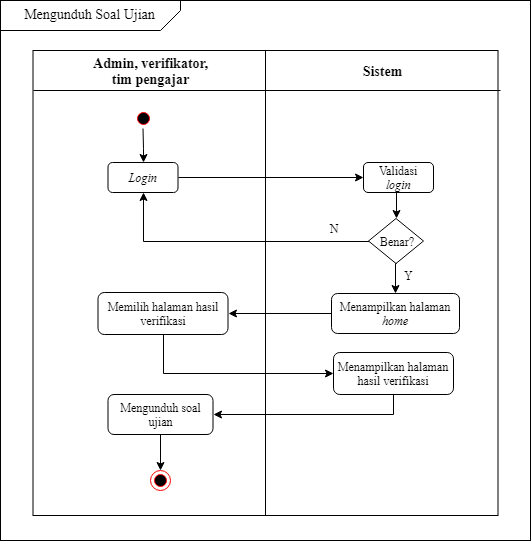 Mengunduh Soal Ujian
Admin, verifikator,
tim pengajar
Sistem
Login
Validasi
login
Benar?
N
Y
Menampilkan halaman
home
Memilih halaman hasil
verifikasi
Menampilkan halaman
hasil verifikasi
Mengunduh soal
ujian